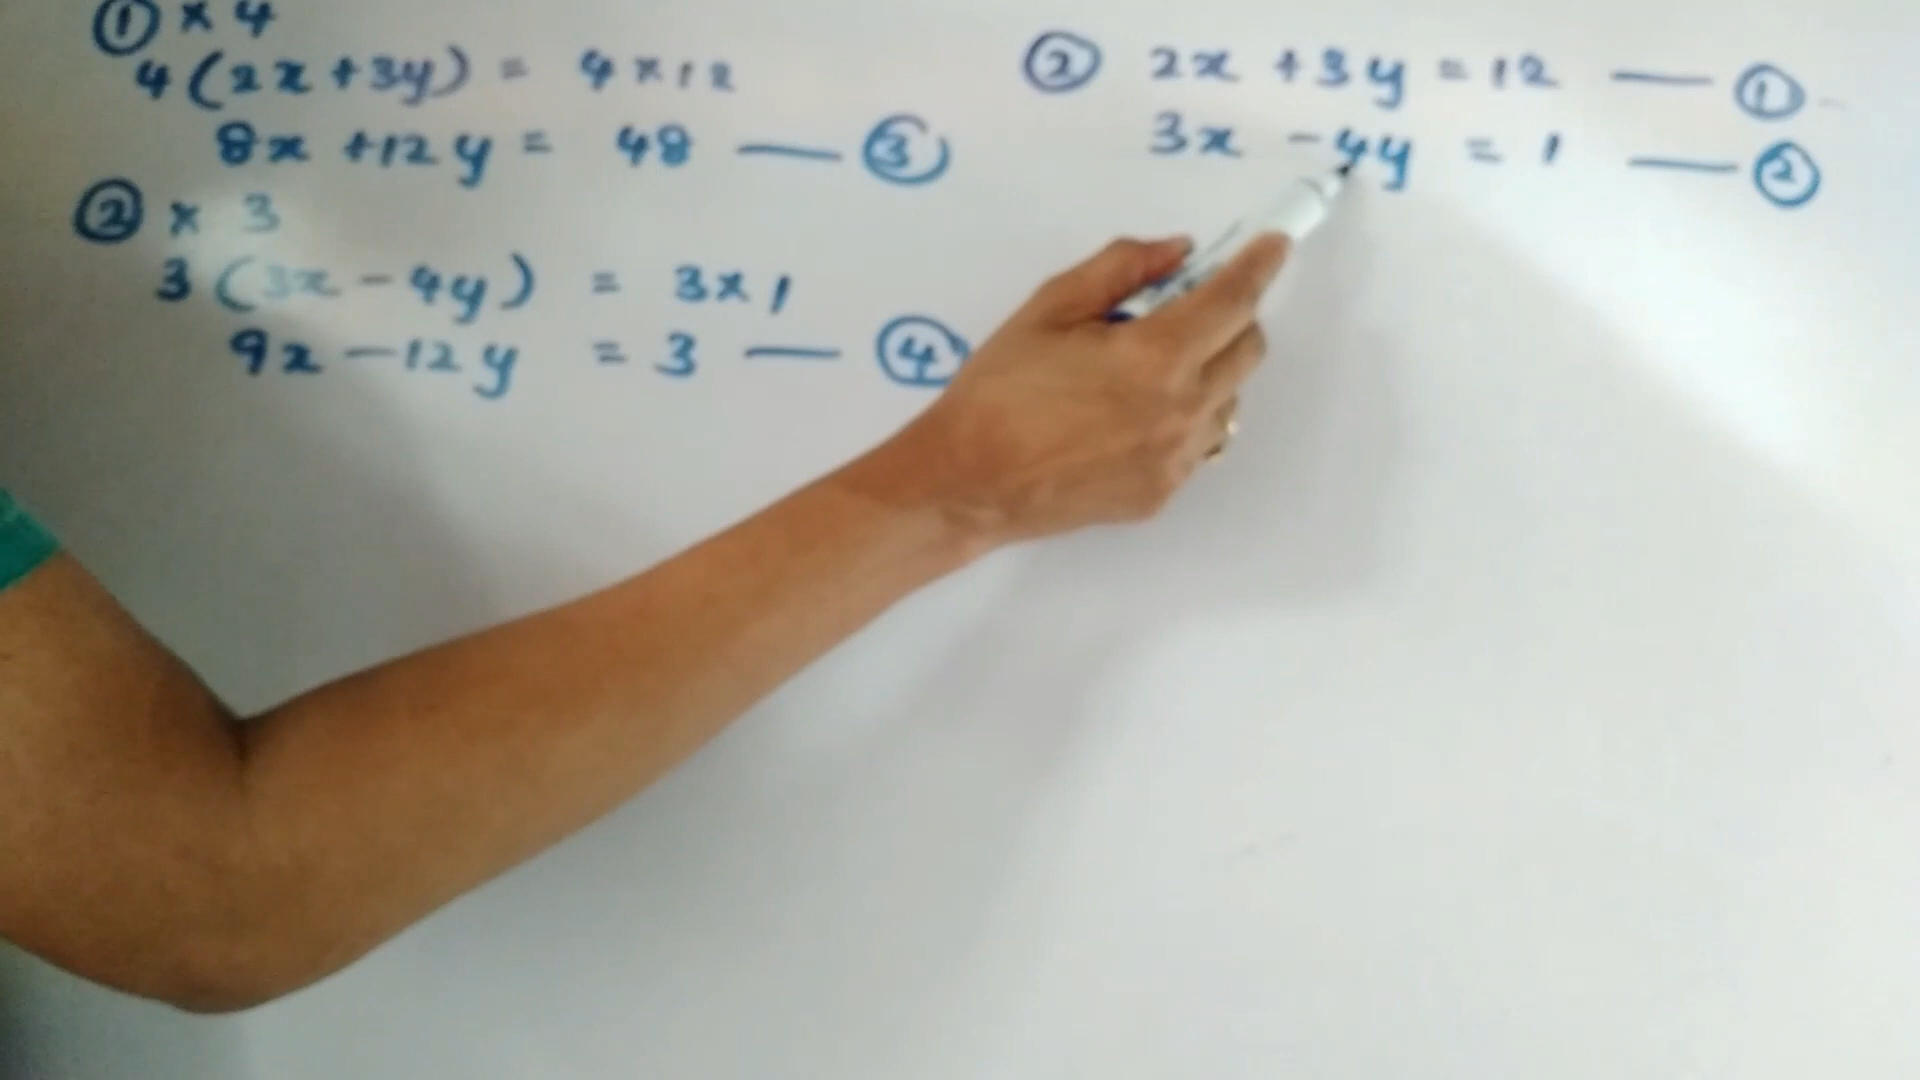 ① × 4
4(2x + 3y) = 4 × 12
8x + 12y = 48 — ③
② × 3
3(3x - 4y) = 3 × 1
9x - 12y = 3 — ④
② 2x + 3y = 12 — ①
3x - 4y = 1 — ②